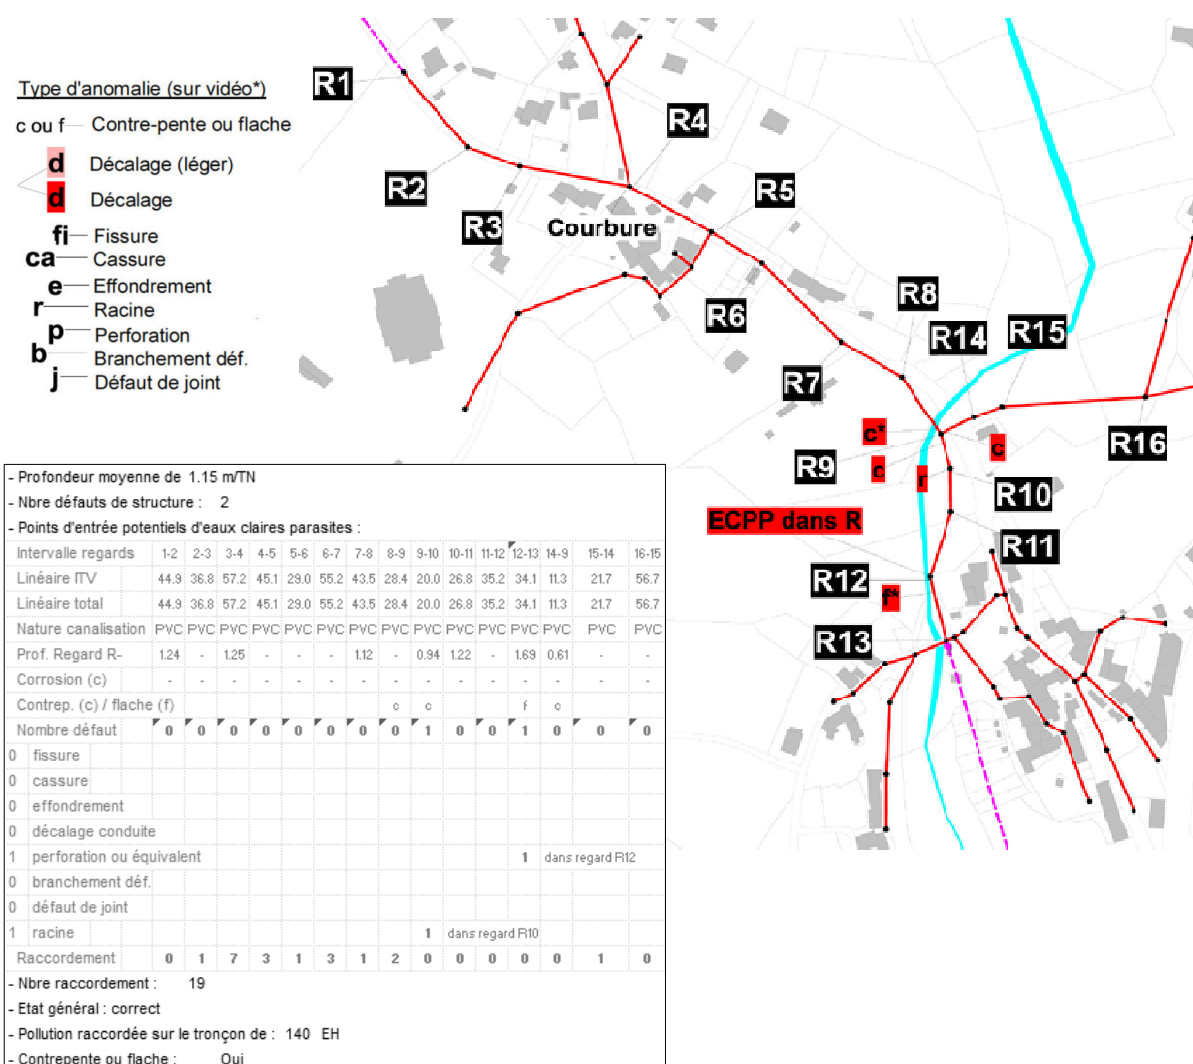 Type d'anomalie (sur vidéo*)
c ou f Contre-pente ou flache
d Décalage (léger)
d Décalage
fi Fissure
ca Cassure
e Effondrement
r Racine
p Perforation
b Branchement déf.
j Défaut de joint
R1
R4
R2
R5
R3
Courbure
R8
R6
R14 R15
R7
c*
c
R16
R9
c
r
R10
ECPP dans R
R11
R12
f*
R13
- Profondeur moyenne de 1.15 m/TN
- Nbre défauts de structure : 2
- Points d'entrée potentiels d'eaux claires parasites :
Intervalle regards 1-2 2-3 3-4 4-5 5-6 6-7 7-8 8-9 9-10 10-11 11-12 12-13 14-9 15-14 16-15
Linéaire ITV 44.9 36.8 57.2 45.1 29.0 55.2 43.5 28.4 20.0 26.8 35.2 34.1 11.3 21.7 56.7
Linéaire total 44.9 36.8 57.2 45.1 29.0 55.2 43.5 28.4 20.0 26.8 35.2 34.1 11.3 21.7 56.7
Nature canalisation PVC PVC PVC PVC PVC PVC PVC PVC PVC PVC PVC PVC PVC PVC PVC
Prof. Regard R- 1.24 - 1.25 - - - 1.12 - 0.94 1.22 - 1.69 0.61 - -
Corrosion (c) - - - - - - - - - - - - - - -
Contrep. (c) / flache (f) c c f c
Nombre défaut 0 0 0 0 0 0 0 0 1 0 0 1 0 0 0
0 fissure
0 cassure
0 effondrement
0 décalage conduite
1 perforation ou équivalent 1 dans regard R12
0 branchement déf.
0 défaut de joint
1 racine 1 dans regard R10
Raccordement 0 1 7 3 1 3 1 2 0 0 0 0 0 1 0
- Nbre raccordement : 19
- Etat général : correct
- Pollution raccordée sur le tronçon de : 140 EH
- Contrepente ou flache : Oui